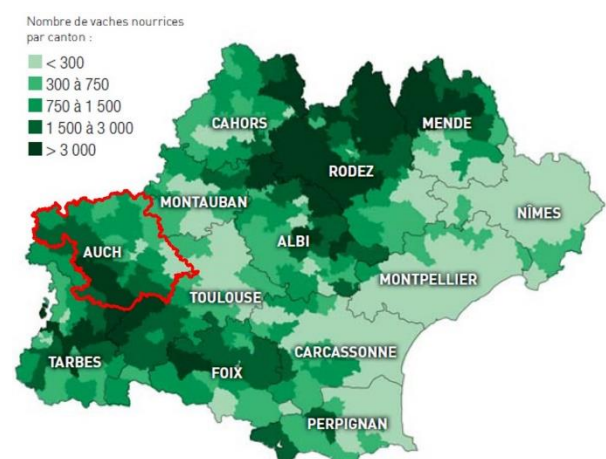 Nombre de vaches nourrices
par canton :
< 300
300 à 750
750 à 1 500
1 500 à 3 000
> 3 000
CAHORS
MENDE
RODEZ
MONTAUBAN
NÎMES
ALBI
AUCH
MONTPELLIER
TOULOUSE
CARCASSONNE
TARBES
FOIX
PERPIGNAN